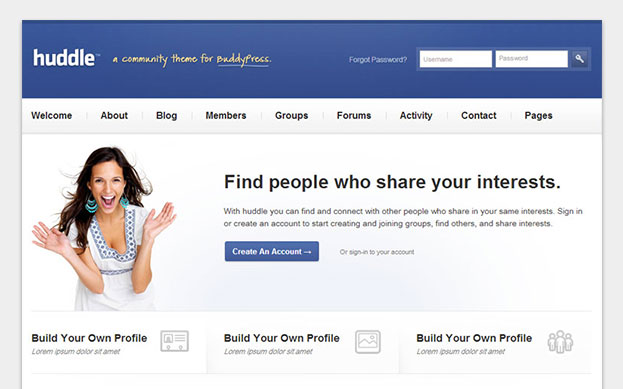 huddle™ a community theme for BuddyPress.
Forgot Password? Username Password
Welcome About Blog Members Groups Forums Activity Contact Pages
Find people who share your interests.
With huddle you can find and connect with other people who share in your same interests. Sign in
or create an account to start creating and joining groups, find others, and share interests.
Create An Account → Or sign-in to your account
Build Your Own Profile
Lorem ipsum dolor sit amet
Build Your Own Profile
Lorem ipsum dolor sit amet
Build Your Own Profile
Lorem ipsum dolor sit amet